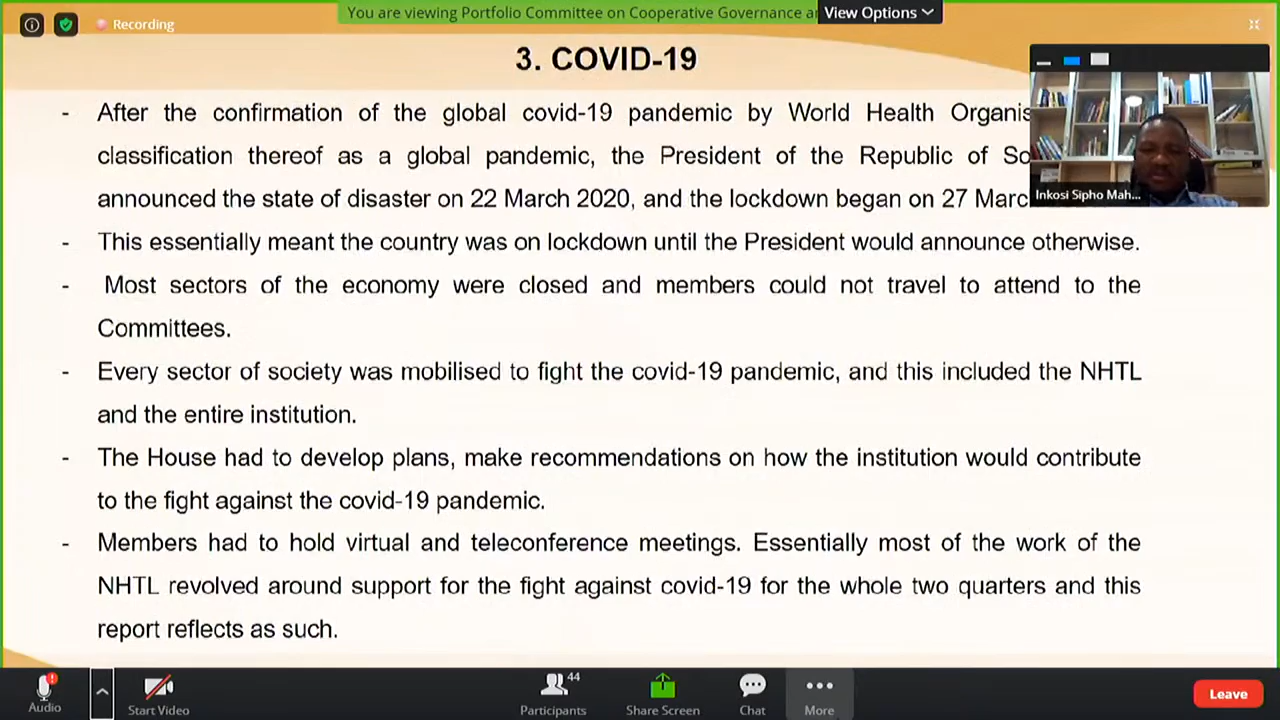 You are viewing Portfolio Committee on Cooperative Governance
View Options
Recording
3. COVID-19
- After the confirmation of the global covid-19 pandemic by World Health
classification thereof as a global pandemic, the President of the Republic of
announced the state of disaster on 22 March 2020, and the lockdown began on 27
- This essentially meant the country was on lockdown until the President would announce otherwise.
- Most sectors of the economy were closed and members could not travel to attend to the
Committees.
- Every sector of society was mobilised to fight the covid-19 pandemic, and this included the NHTL
and the entire institution.
- The House had to develop plans, make recommendations on how the institution would contribute
to the fight against the covid-19 pandemic.
- Members had to hold virtual and teleconference meetings. Essentially most of the work of the
NHTL revolved around support for the fight against covid-19 for the whole two quarters and this
report reflects as such.
Inkosi Sipho Mah...
Audio
Start Video
44
Participants
Share Screen
Chat
More
Leave